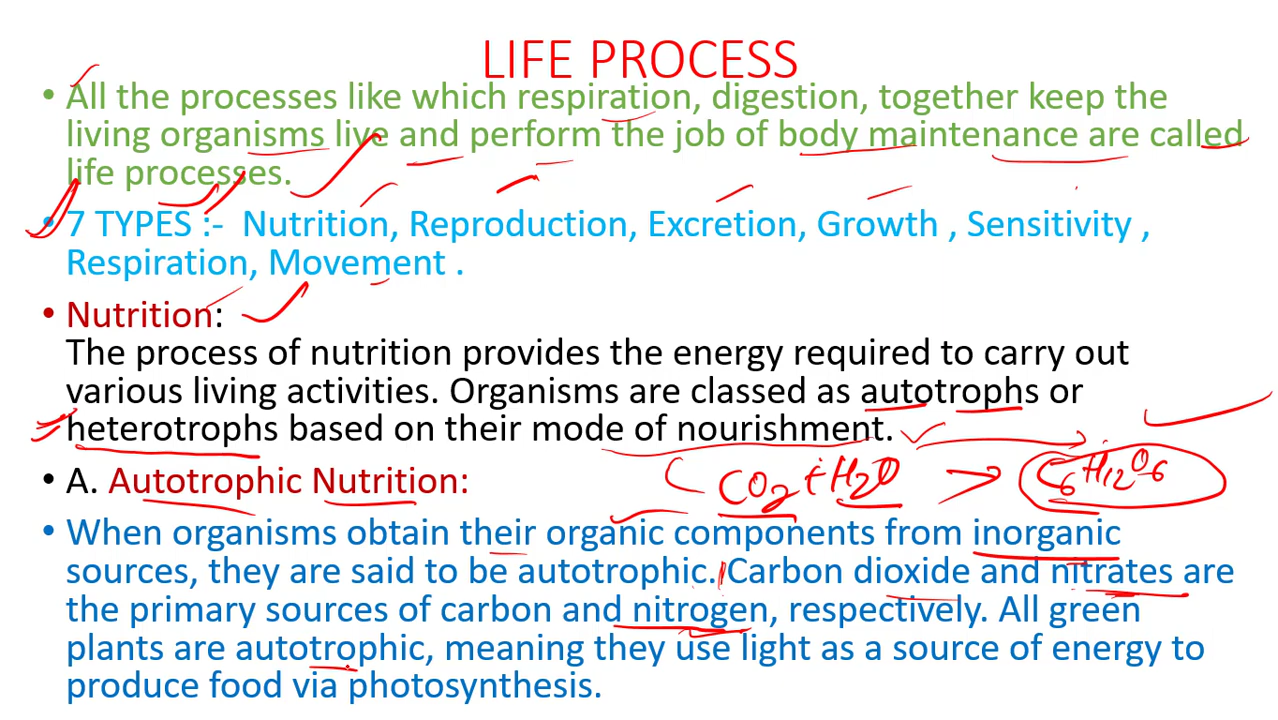 LIFE PROCESS
• All the processes like which respiration, digestion, together keep the
living organisms live and perform the job of body maintenance are called
life processes.
• 7 TYPES :- Nutrition, Reproduction, Excretion, Growth , Sensitivity ,
Respiration, Movement .
• Nutrition:
The process of nutrition provides the energy required to carry out
various living activities. Organisms are classed as autotrophs or
heterotrophs based on their mode of nourishment.
• A. Autotrophic Nutrition:
CO2 + H2O → C6H12O6
• When organisms obtain their organic components from inorganic
sources, they are said to be autotrophic. Carbon dioxide and nitrates are
the primary sources of carbon and nitrogen, respectively. All green
plants are autotrophic, meaning they use light as a source of energy to
produce food via photosynthesis.